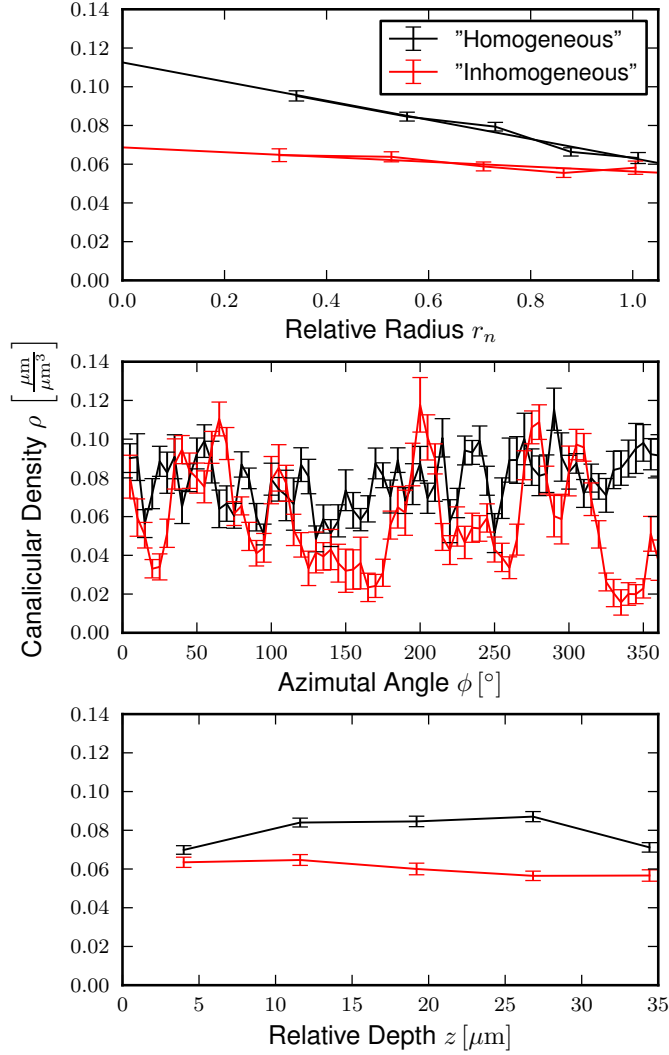 0.14
0.12
0.10
0.08
0.06
0.04
0.02
0.00
"Homogeneous"
"Inhomogeneous"
0.0 0.2 0.4 0.6 0.8 1.0
Relative Radius r_n
Canalicular Density ρ [μm/μm³]
0.14
0.12
0.10
0.08
0.06
0.04
0.02
0.00
0 50 100 150 200 250 300 350
Azimutal Angle ϕ [°]
0.14
0.12
0.10
0.08
0.06
0.04
0.02
0.00
0 5 10 15 20 25 30 35
Relative Depth z [μm]